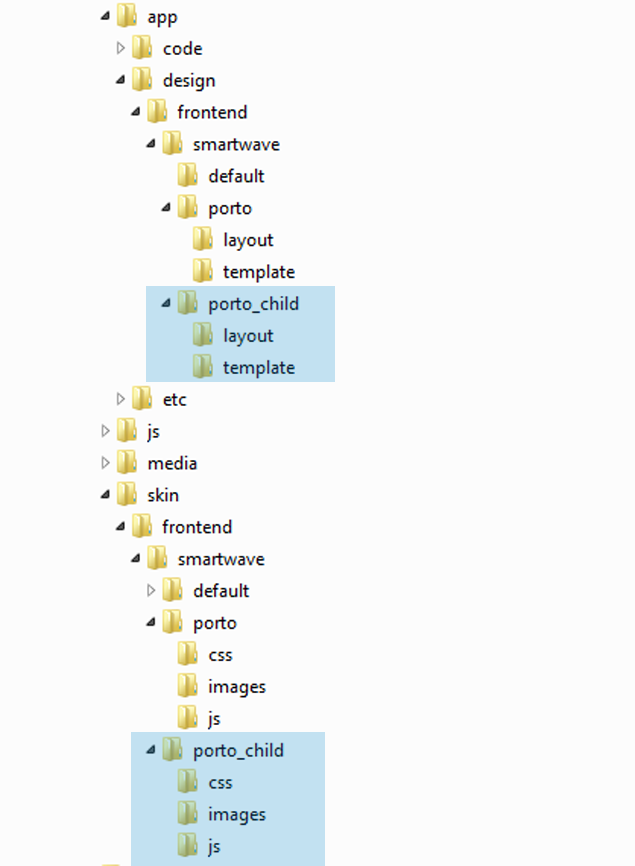 app
code
design
frontend
smartwave
default
porto
layout
template
porto_child
layout
template
etc
js
media
skin
frontend
smartwave
default
porto
css
images
js
porto_child
css
images
js